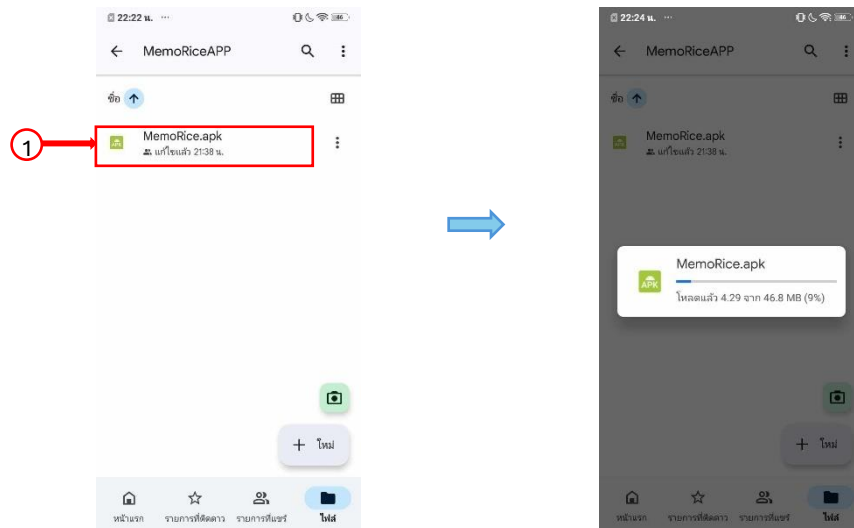 22:22 น.
46
MemoRiceAPP
ชื่อ
1
APK
MemoRice.apk
แก้ไขแล้ว 21:38 น.
+ ใหม่
หน้าแรก รายการที่ติดดาว รายการที่แชร์ ไฟล์
22:24 น.
46
MemoRiceAPP
ชื่อ
APK
MemoRice.apk
แก้ไขแล้ว 21:38 น.
MemoRice.apk
APK
โหลดแล้ว 4.29 จาก 46.8 MB (9%)
+ ใหม่
หน้าแรก รายการที่ติดดาว รายการที่แชร์ ไฟล์